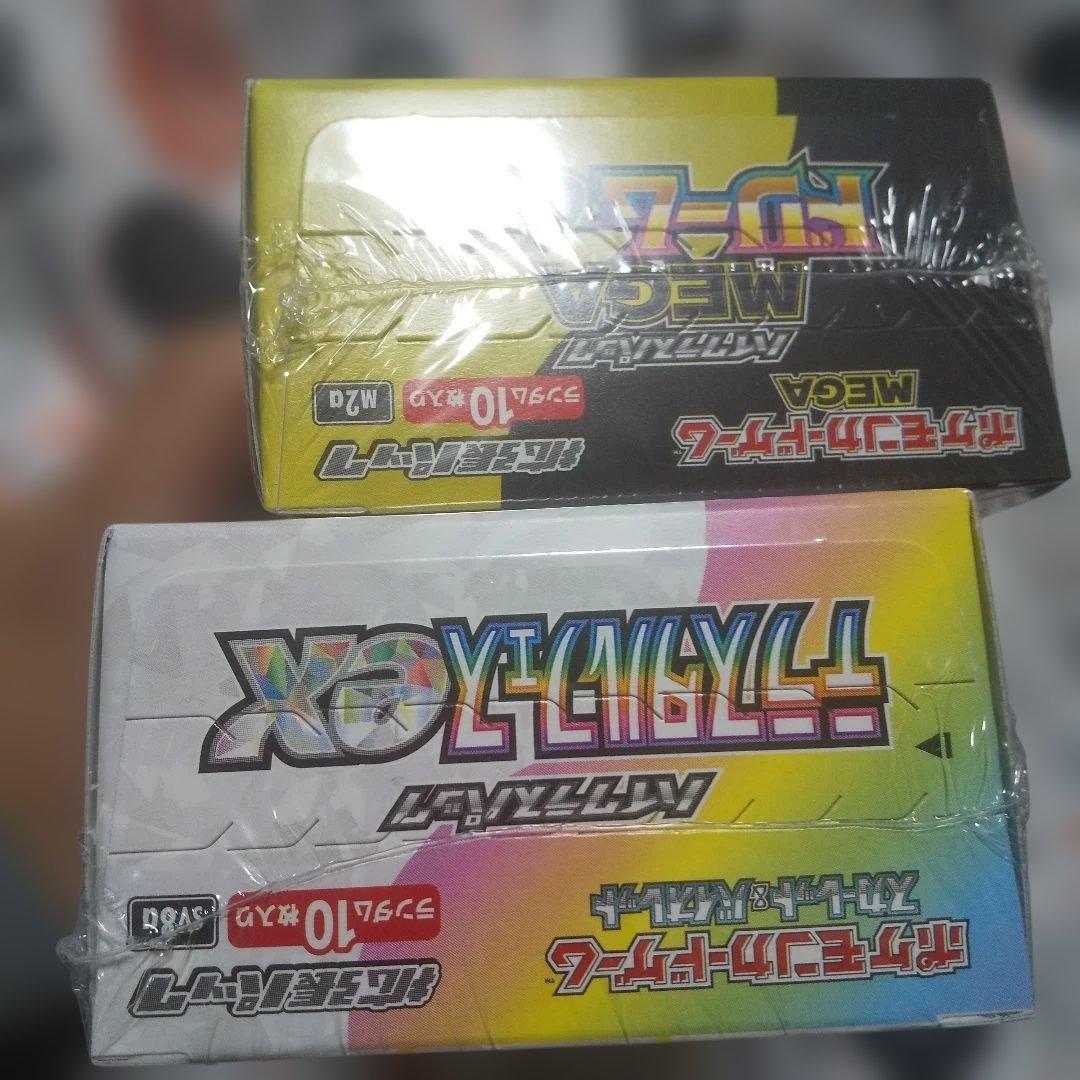 ポケモンカードゲーム
MEGA
拡張パック
ランダム10枚入り
M2a
ハイクラスパック
MEGA
ドリーム
ポケモンカードゲーム™
スカーレット&バイオレット
拡張パック
ランダム10枚入り
SV8a
ハイクラスパック
テラスタルフェスex